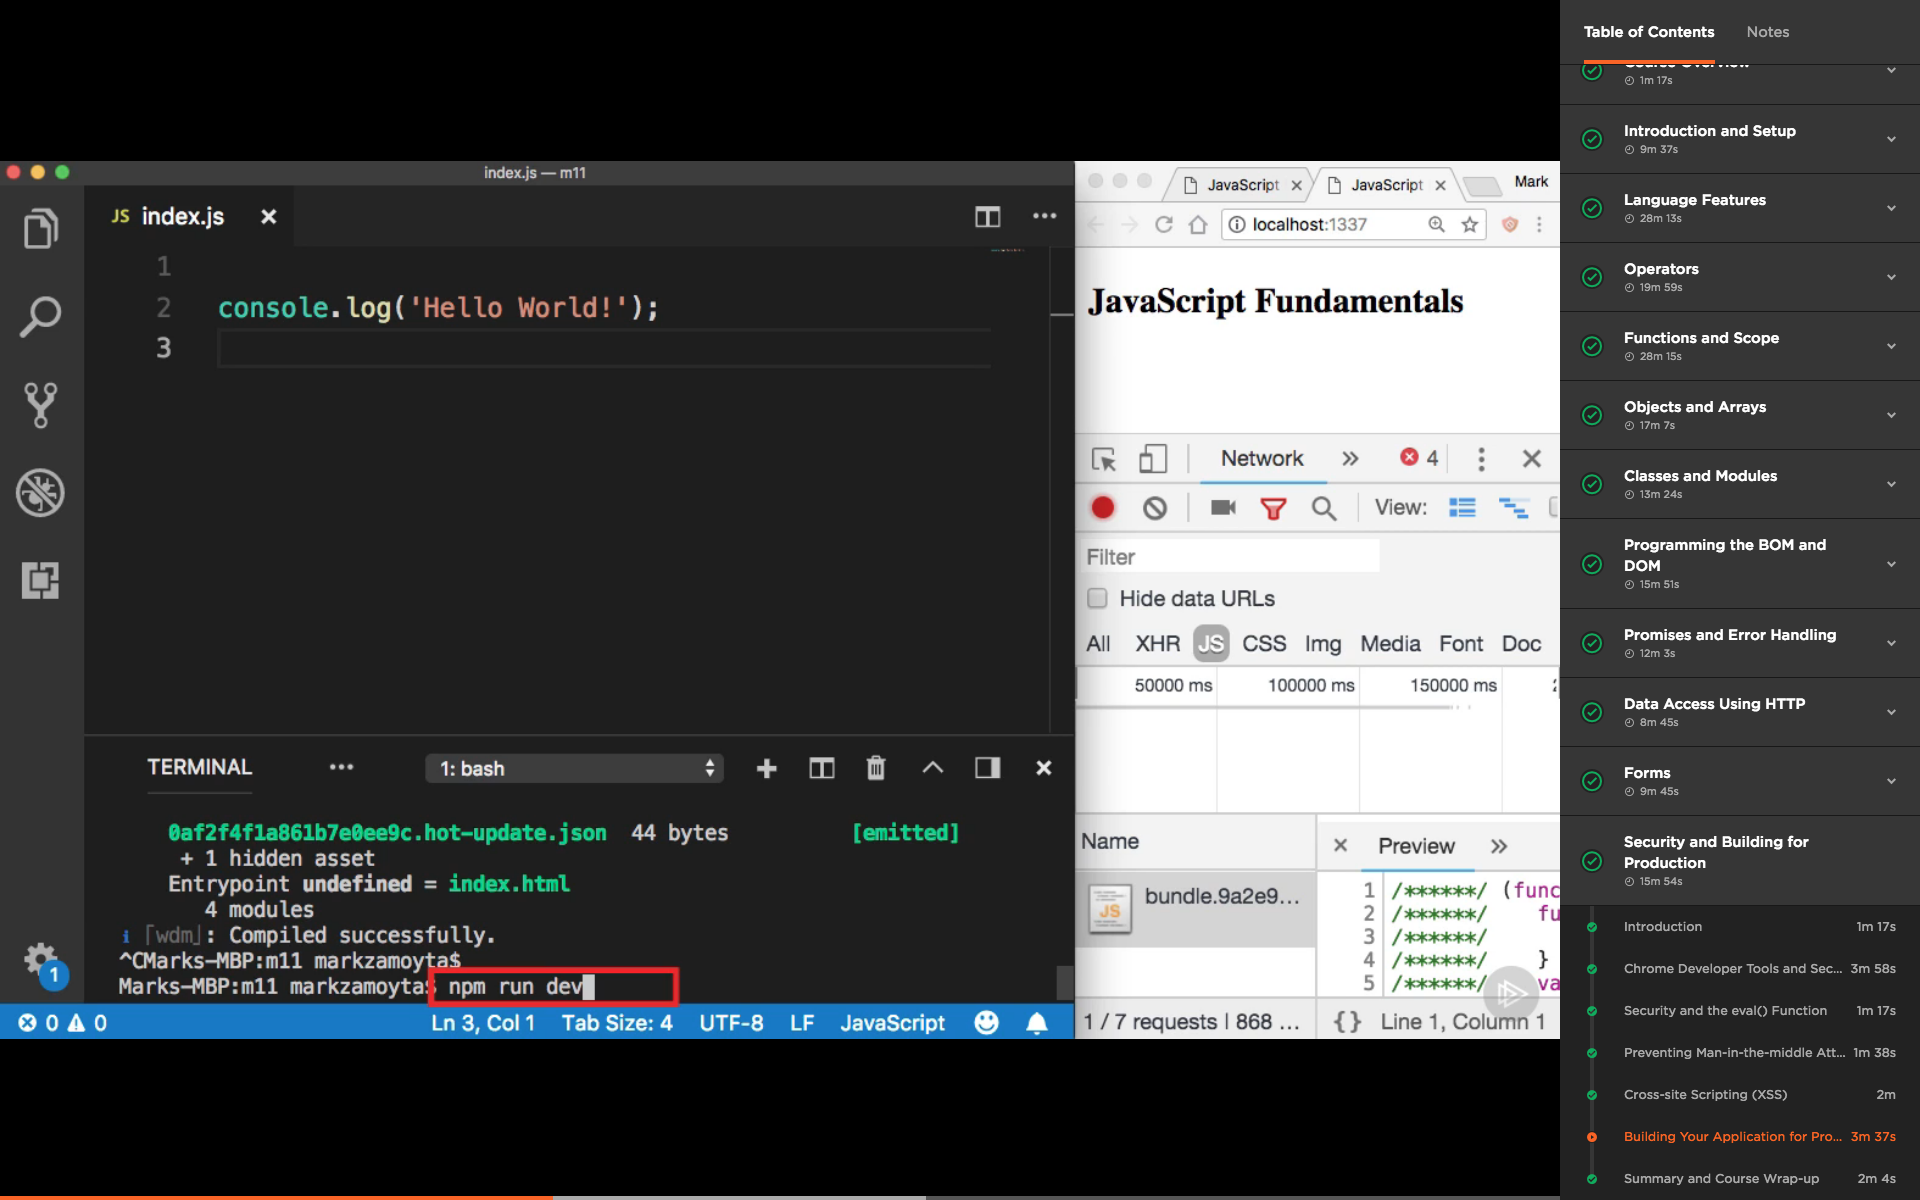 index.js — m11
JS index.js
1
2 console.log('Hello World!');
3
TERMINAL
1: bash
0af2f4f1a861b7e0ee9c.hot-update.json 44 bytes [emitted]
+ 1 hidden asset
Entrypoint undefined = index.html
4 modules
i ｢wdm｣: Compiled successfully.
^CMarks-MBP:m11 markzamoyta$
Marks-MBP:m11 markzamoyta$ npm run dev
1
0 0
Ln 3, Col 1 Tab Size: 4 UTF-8 LF JavaScript
JavaScript JavaScript Mark
localhost:1337
JavaScript Fundamentals
Network 4
View:
Filter
Hide data URLs
All XHR JS CSS Img Media Font Doc
50000 ms 100000 ms 150000 ms
Name
Preview
JS bundle.9a2e9...
1 /******/ (func
2 /******/ fu
3 /******/
4 /******/ }
5 /******/ va
1 / 7 requests | 868 ...
{} Line 1, Column 1
Table of Contents Notes
Course Overview
1m 17s
Introduction and Setup
9m 37s
Language Features
28m 13s
Operators
19m 59s
Functions and Scope
28m 15s
Objects and Arrays
17m 7s
Classes and Modules
13m 24s
Programming the BOM and
DOM
15m 51s
Promises and Error Handling
12m 3s
Data Access Using HTTP
8m 45s
Forms
9m 45s
Security and Building for
Production
15m 54s
Introduction 1m 17s
Chrome Developer Tools and Sec... 3m 58s
Security and the eval() Function 1m 17s
Preventing Man-in-the-middle Att... 1m 38s
Cross-site Scripting (XSS) 2m
Building Your Application for Pro... 3m 37s
Summary and Course Wrap-up 2m 4s